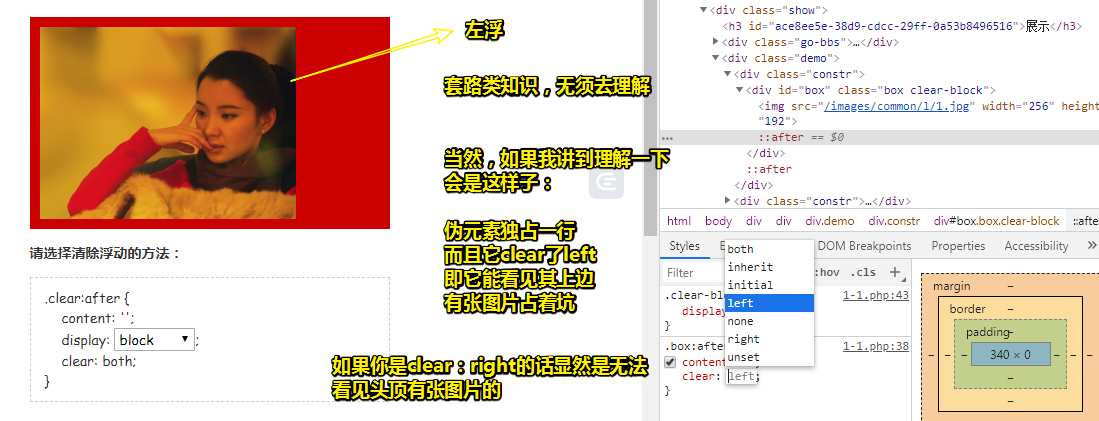 左浮
套路类知识，无须去理解
当然，如果我讲到理解一下
会是这样子：
伪元素独占一行
而且它clear了left
即它能看见其上边
有张图片占着坑
如果你是clear：right的话显然是无法
看见头顶有张图片的
请选择清除浮动的方法：
.clear:after {
content: '';
display: block ;
clear: both;
}
<div class="show">
<h3 id="ace8ee5e-38d9-cdcc-29ff-0a53b8496516">展示</h3>
<div class="go-bbs">…</div>
<div class="demo">
<div class="constr">
<div id="box" class="box clear-block">
<img src="/images/common/l/1.jpg" width="256" height
"192">
::after == $0
</div>
::after
</div>
<div class="constr">…</div>
html body div div div.demo div.constr div#box.box.clear-block ::afte
Styles DOM Breakpoints Properties Accessibility »
Filter :hov .cls +
both
inherit
initial
left
none
right
unset
.clear-bl 1-1.php:43
display
}
.box:afte 1-1.php:38
content
clear: left;
}
margin –
border –
padding –
340 × 0